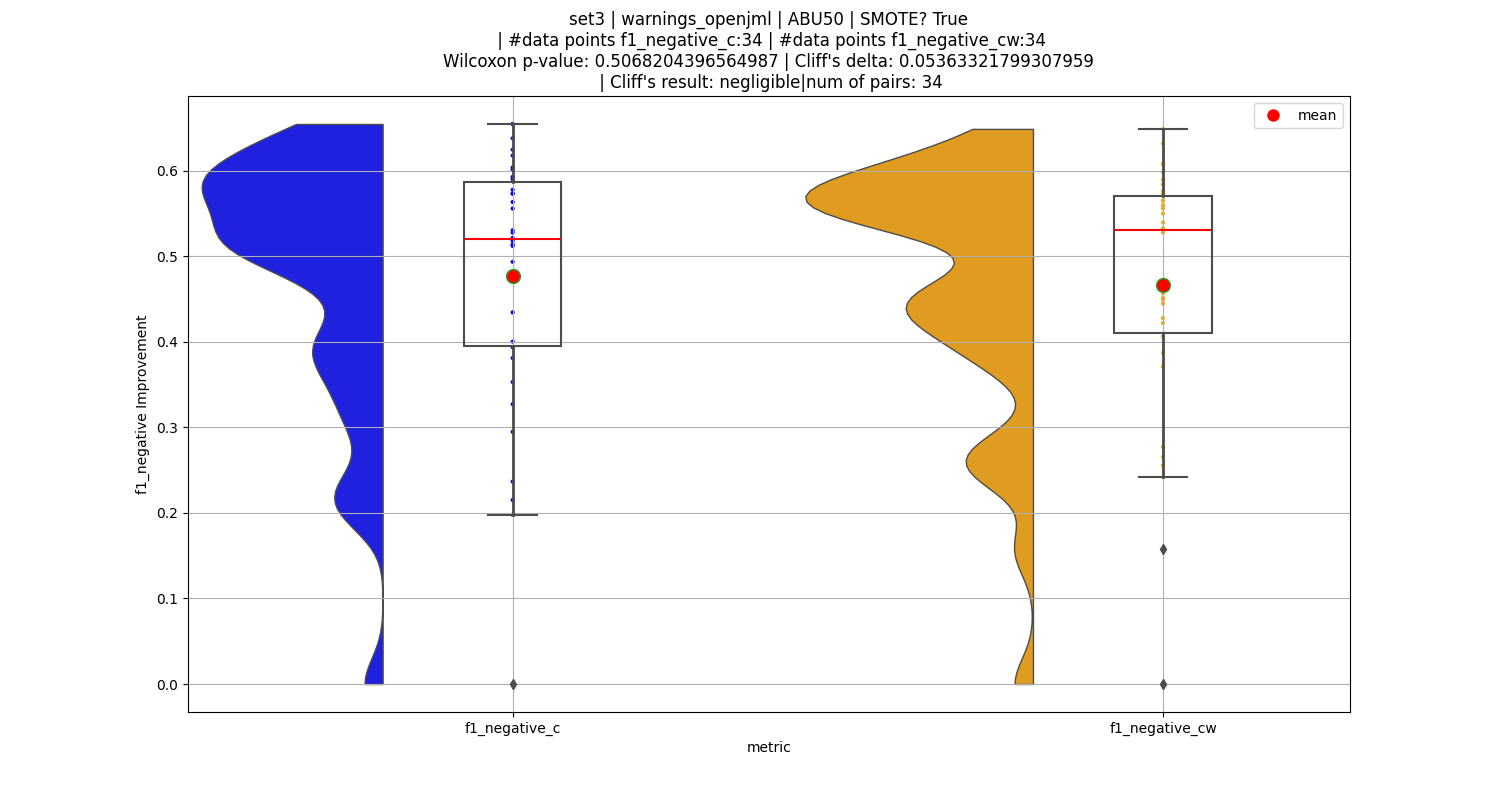 set3 | warnings_openjml | ABU50 | SMOTE? True
| #data points f1_negative_c:34 | #data points f1_negative_cw:34
Wilcoxon p-value: 0.5068204396564987 | Cliff's delta: 0.05363321799307959
| Cliff's result: negligible|num of pairs: 34
mean
0.6
0.5
0.4
0.3
0.2
0.1
0.0
f1_negative Improvement
f1_negative_c
f1_negative_cw
metric